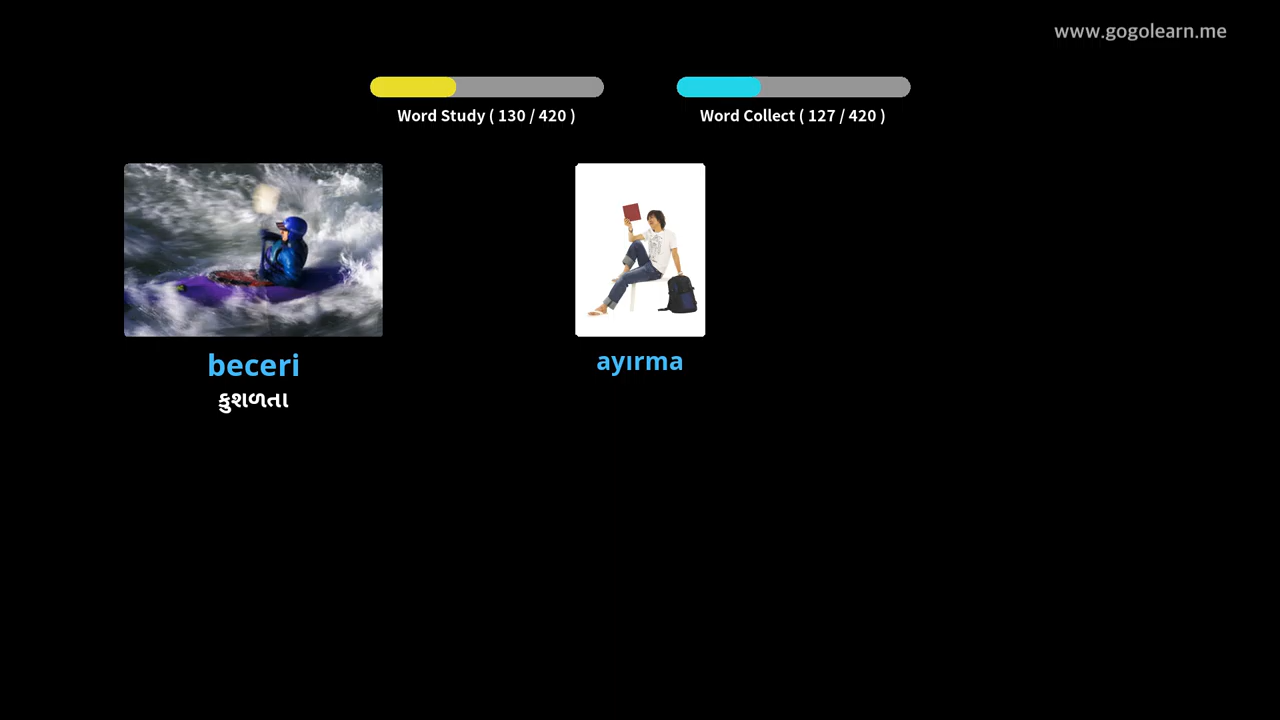 www.gogolearn.me
Word Study ( 130 / 420 )
Word Collect ( 127 / 420 )
beceri
કુશળતા
ayırma